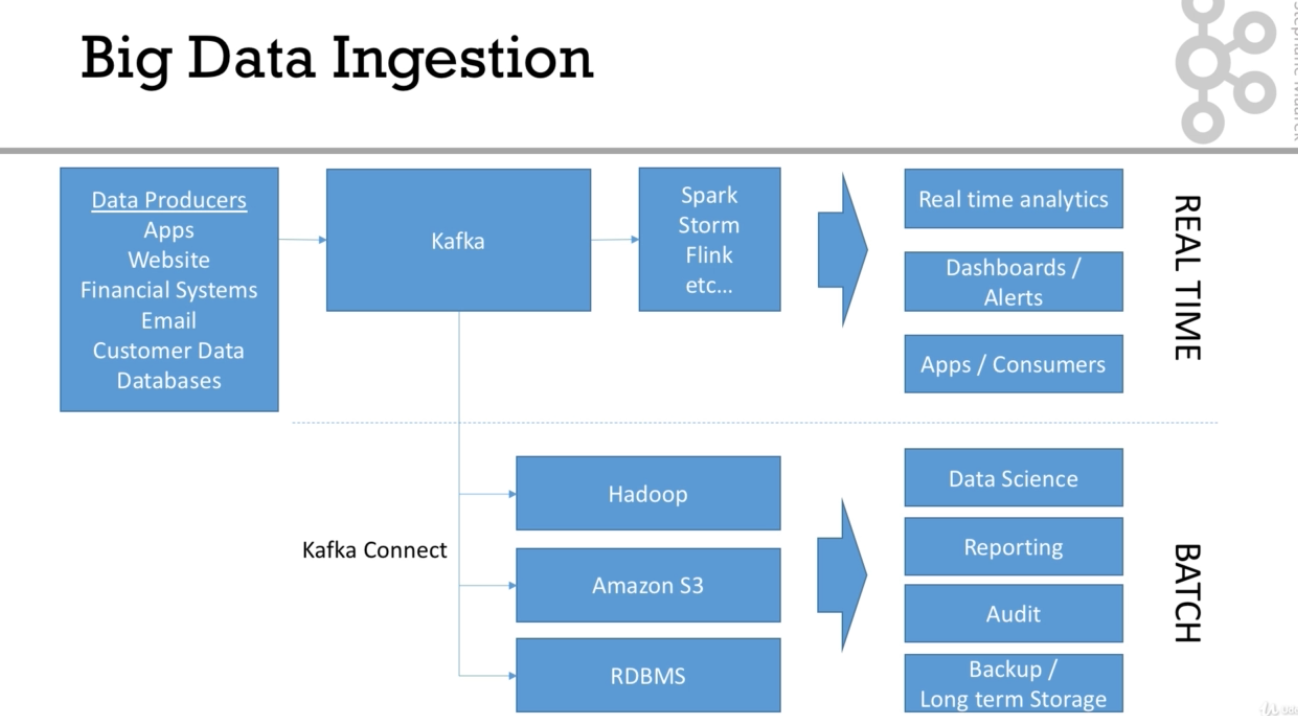 Big Data Ingestion
Data Producers
Apps
Website
Financial Systems
Email
Customer Data
Databases
Kafka
Spark
Storm
Flink
etc...
Real time analytics
Dashboards /
Alerts
Apps / Consumers
REAL TIME
Kafka Connect
Hadoop
Amazon S3
RDBMS
Data Science
Reporting
Audit
Backup /
Long term Storage
BATCH